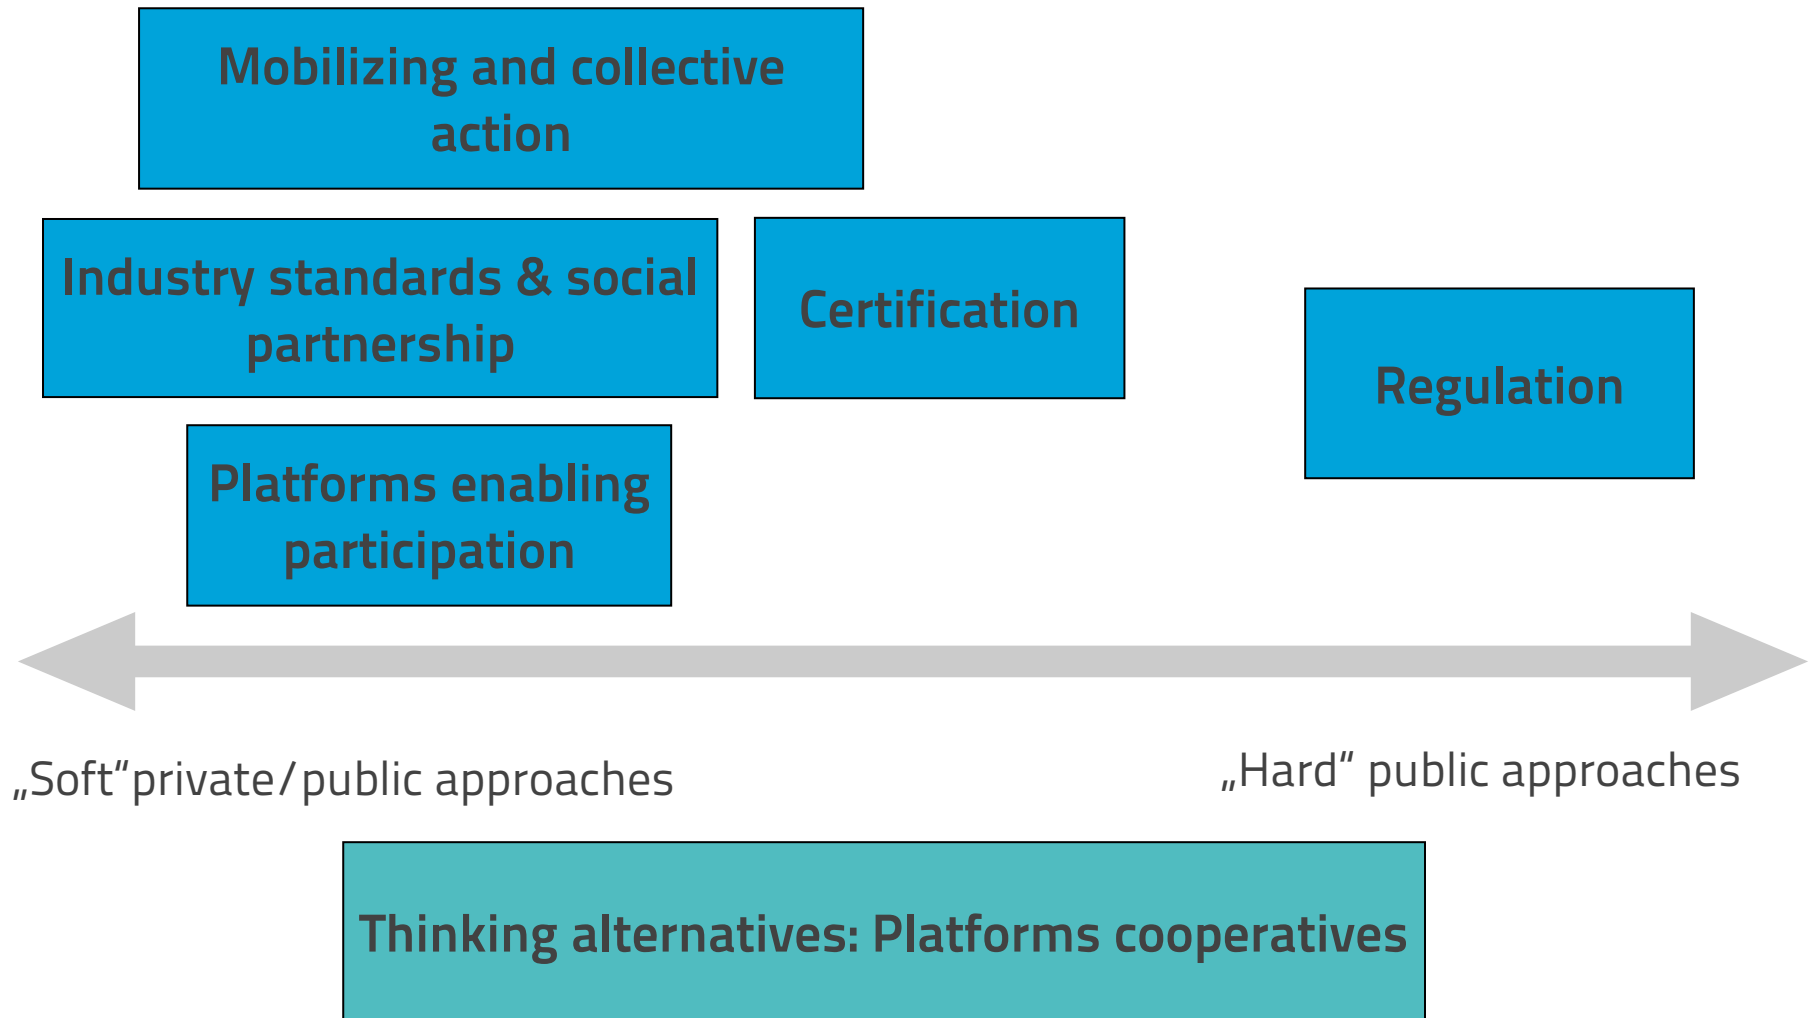 Mobilizing and collective
action
Industry standards & social
partnership
Certification
Regulation
Platforms enabling
participation
„Soft“private/public approaches
„Hard“ public approaches
Thinking alternatives: Platforms cooperatives